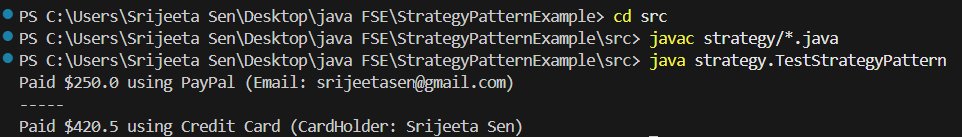 PS C:\Users\Srijeeta Sen\Desktop\java FSE\StrategyPatternExample> cd src
PS C:\Users\Srijeeta Sen\Desktop\java FSE\StrategyPatternExample\src> javac strategy/*.java
PS C:\Users\Srijeeta Sen\Desktop\java FSE\StrategyPatternExample\src> java strategy.TestStrategyPattern
Paid $250.0 using PayPal (Email: srijeetasen@gmail.com)
-----
Paid $420.5 using Credit Card (CardHolder: Srijeeta Sen)